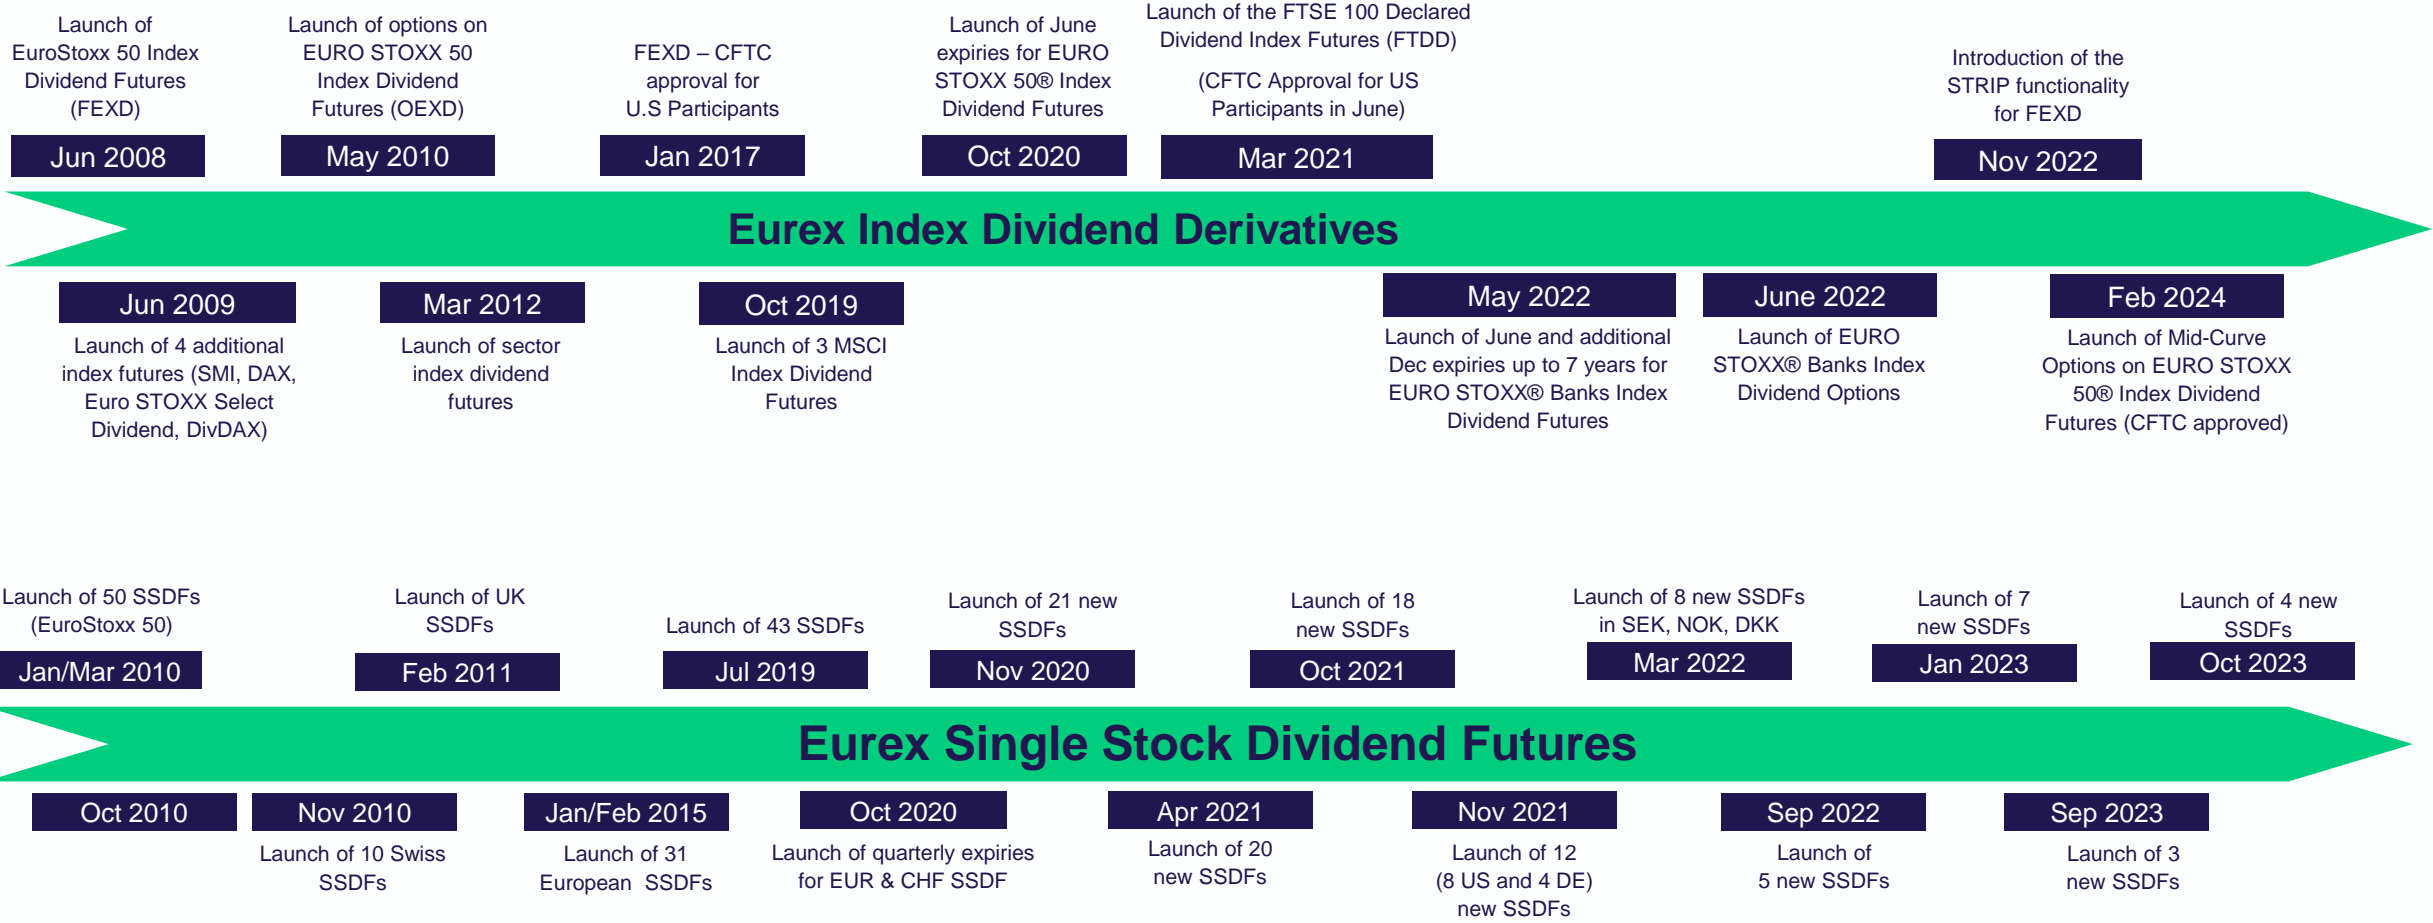 Launch of
EuroStoxx 50 Index
Dividend Futures
(FEXD)
Jun 2008
Launch of options on
EURO STOXX 50
Index Dividend
Futures (OEXD)
May 2010
FEXD – CFTC
approval for
U.S Participants
Jan 2017
Launch of June
expiries for EURO
STOXX 50® Index
Dividend Futures
Oct 2020
Launch of the FTSE 100 Declared
Dividend Index Futures (FTDD)
(CFTC Approval for US
Participants in June)
Mar 2021
Introduction of the
STRIP functionality
for FEXD
Nov 2022
Eurex Index Dividend Derivatives
Jun 2009
Launch of 4 additional
index futures (SMI, DAX,
Euro STOXX Select
Dividend, DivDAX)
Mar 2012
Launch of sector
index dividend
futures
Oct 2019
Launch of 3 MSCI
Index Dividend
Futures
May 2022
Launch of June and additional
Dec expiries up to 7 years for
EURO STOXX® Banks Index
Dividend Futures
June 2022
Launch of EURO
STOXX® Banks Index
Dividend Options
Feb 2024
Launch of Mid-Curve
Options on EURO STOXX
50® Index Dividend
Futures (CFTC approved)
Launch of 50 SSDFs
(EuroStoxx 50)
Jan/Mar 2010
Launch of UK
SSDFs
Feb 2011
Launch of 43 SSDFs
Jul 2019
Launch of 21 new
SSDFs
Nov 2020
Launch of 18
new SSDFs
Oct 2021
Launch of 8 new SSDFs
in SEK, NOK, DKK
Mar 2022
Launch of 7
new SSDFs
Jan 2023
Launch of 4 new
SSDFs
Oct 2023
Eurex Single Stock Dividend Futures
Oct 2010
Nov 2010
Launch of 10 Swiss
SSDFs
Jan/Feb 2015
Launch of 31
European SSDFs
Oct 2020
Launch of quarterly expiries
for EUR & CHF SSDF
Apr 2021
Launch of 20
new SSDFs
Nov 2021
Launch of 12
(8 US and 4 DE)
new SSDFs
Sep 2022
Launch of
5 new SSDFs
Sep 2023
Launch of 3
new SSDFs